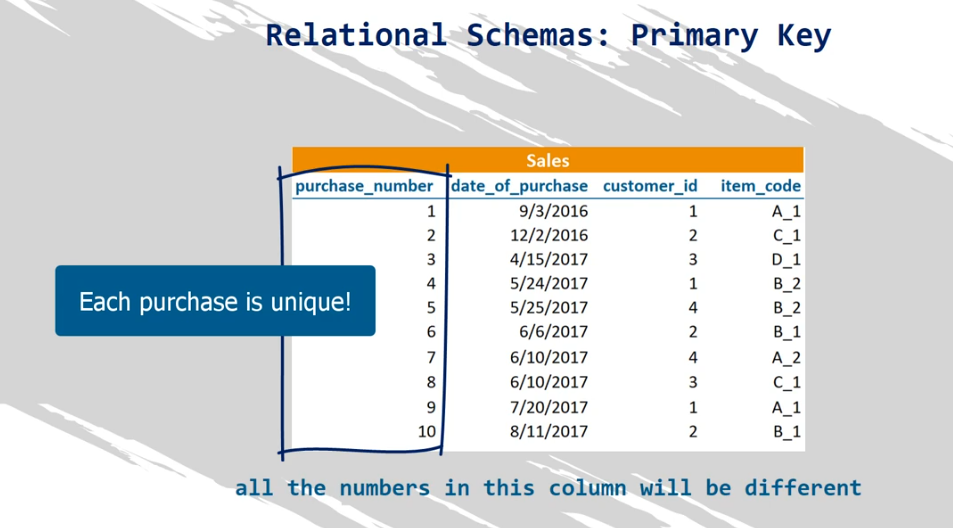 Relational Schemas: Primary Key
Sales
purchase_number date_of_purchase customer_id item_code
1 9/3/2016 1 A_1
2 12/2/2016 2 C_1
3 4/15/2017 3 D_1
4 5/24/2017 1 B_2
5 5/25/2017 4 B_2
6 6/6/2017 2 B_1
7 6/10/2017 4 A_2
8 6/10/2017 3 C_1
9 7/20/2017 1 A_1
10 8/11/2017 2 B_1
Each purchase is unique!
all the numbers in this column will be different